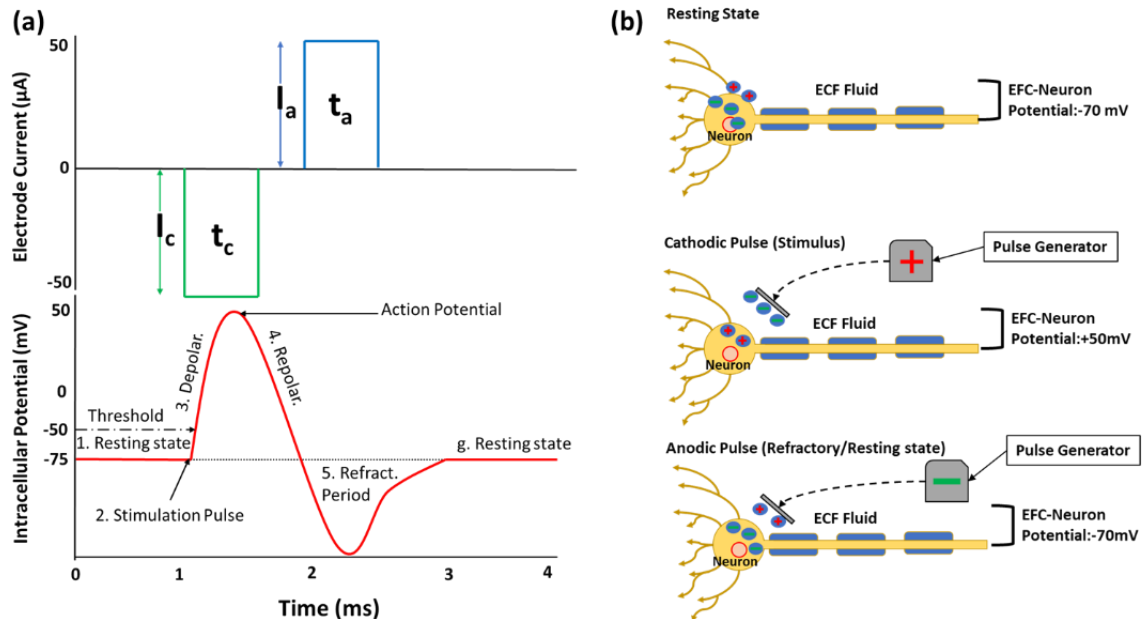 (a)
Electrode Current (µA)
50
0
-50
Ia
ta
Ic
tc
Intracellular Potential (mV)
50
0
-50
-75
Action Potential
3. Depolar.
4. Repolar.
Threshold
1. Resting state
g. Resting state
5. Refract.
Period
2. Stimulation Pulse
0
1
2
3
4
Time (ms)
(b)
Resting State
+
+
-
-
-
ECF Fluid
Neuron
EFC-Neuron
Potential:-70 mV
Cathodic Pulse (Stimulus)
+
Pulse Generator
-
-
-
+
+
ECF Fluid
Neuron
EFC-Neuron
Potential:+50mV
Anodic Pulse (Refractory/Resting state)
-
Pulse Generator
+
+
-
-
-
ECF Fluid
Neuron
EFC-Neuron
Potential:-70mV